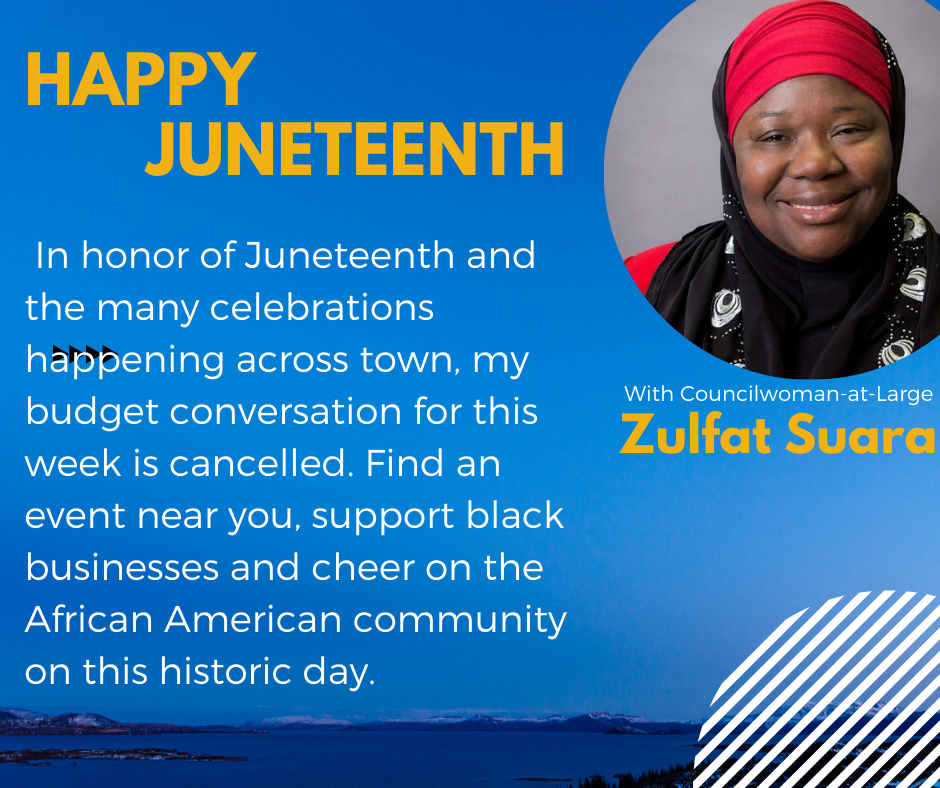 HAPPY
JUNETEENTH
In honor of Juneteenth and
the many celebrations
happening across town, my
budget conversation for this
week is cancelled. Find an
event near you, support black
businesses and cheer on the
African American community
on this historic day.
With Councilwoman-at-Large
Zulfat Suara